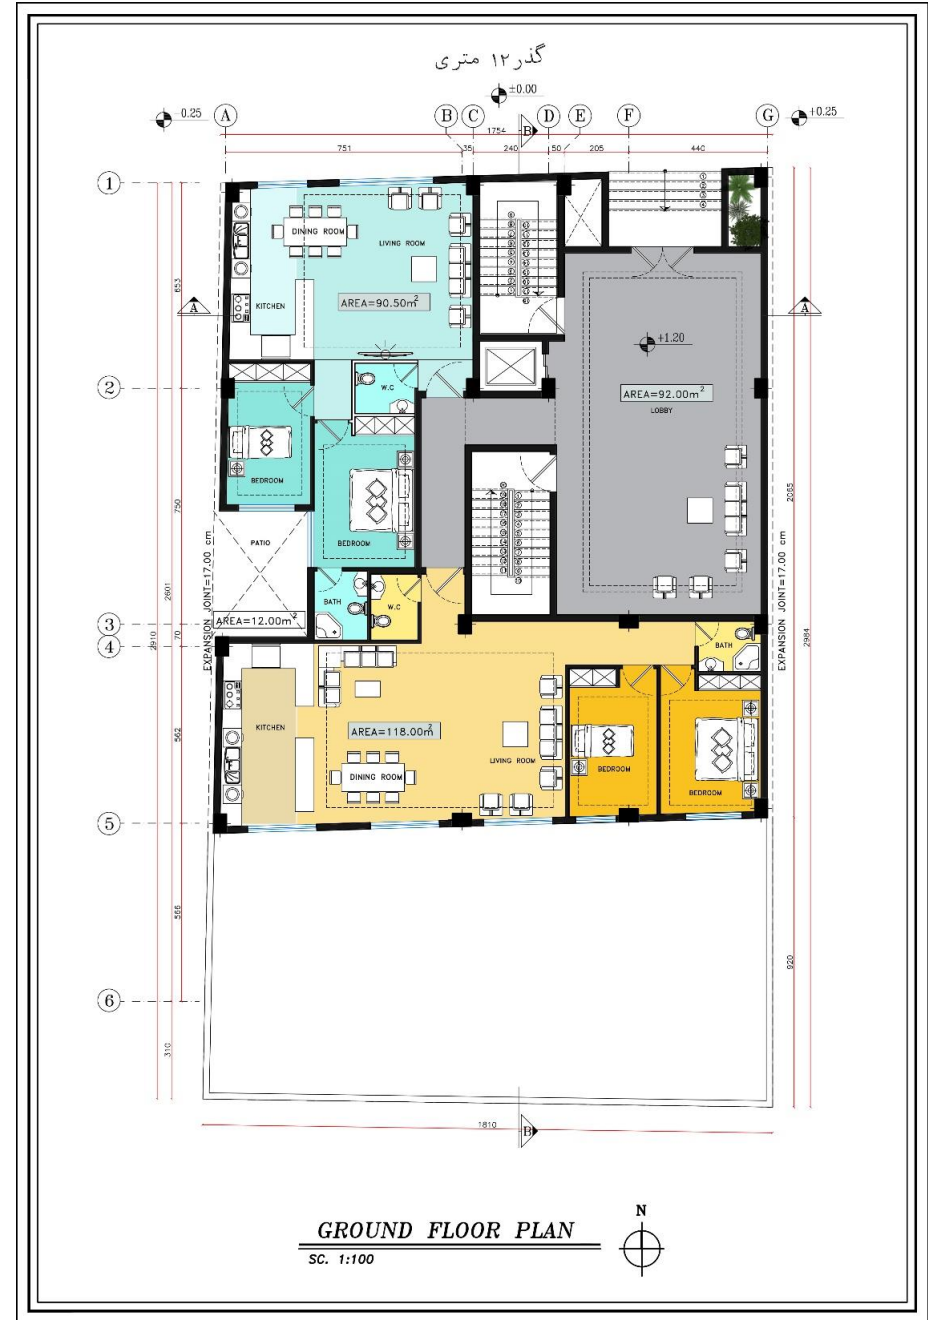 گذر ۱۲ متری
±0.00
0.25
+0.25
A B C D E F G
B
1754
751 35 240 50 205 440
1
DINING ROOM
LIVING ROOM
653
KITCHEN
AREA=90.50m²
A
A
+1.20
2
W.C
AREA=92.00m²
LOBBY
BEDROOM
2065
750
BEDROOM
PATIO
EXPANSION JOINT=17.00 cm
EXPANSION JOINT=17.00 cm
2601
2910
BATH
W.C
AREA=12.00m²
3
70
4
2984
BATH
KITCHEN
AREA=118.00m²
562
LIVING ROOM
BEDROOM
DINING ROOM
BEDROOM
5
566
920
6
310
1810
B
GROUND FLOOR PLAN
SC. 1:100
N